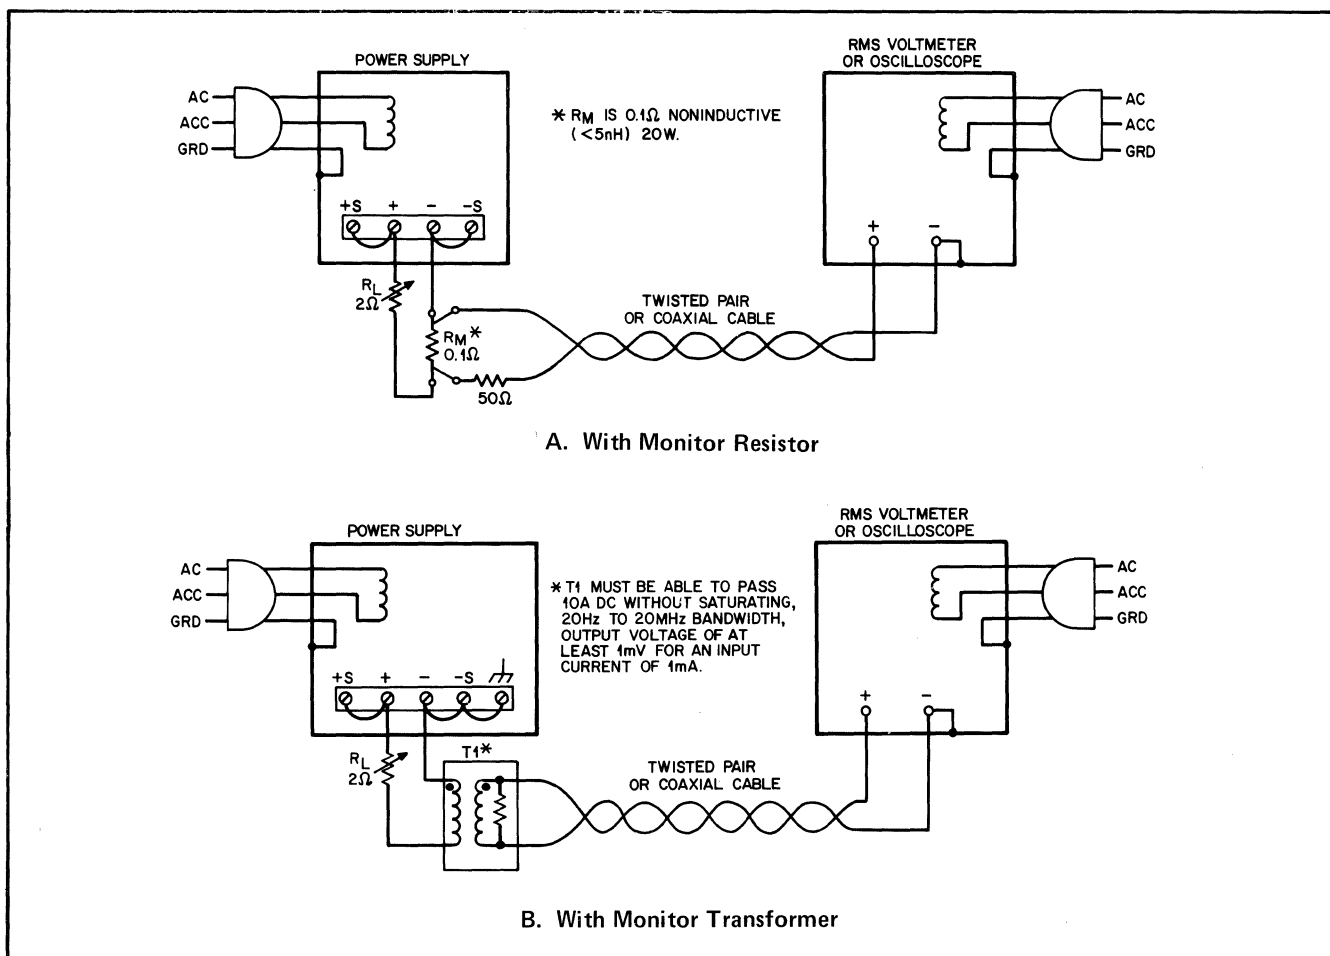 POWER SUPPLY
RMS VOLTMETER
OR OSCILLOSCOPE
AC
ACC
GRD
* RM IS 0.1Ω NONINDUCTIVE
(<5nH) 20W.
AC
ACC
GRD
+S + - -S
+ -
RL
2Ω
RM*
0.1Ω
50Ω
TWISTED PAIR
OR COAXIAL CABLE
A. With Monitor Resistor
POWER SUPPLY
RMS VOLTMETER
OR OSCILLOSCOPE
AC
ACC
GRD
* T1 MUST BE ABLE TO PASS
10A DC WITHOUT SATURATING,
20Hz TO 20MHz BANDWIDTH,
OUTPUT VOLTAGE OF AT
LEAST 1mV FOR AN INPUT
CURRENT OF 1mA.
AC
ACC
GRD
+S + - -S
+ -
RL
2Ω
T1*
TWISTED PAIR
OR COAXIAL CABLE
B. With Monitor Transformer